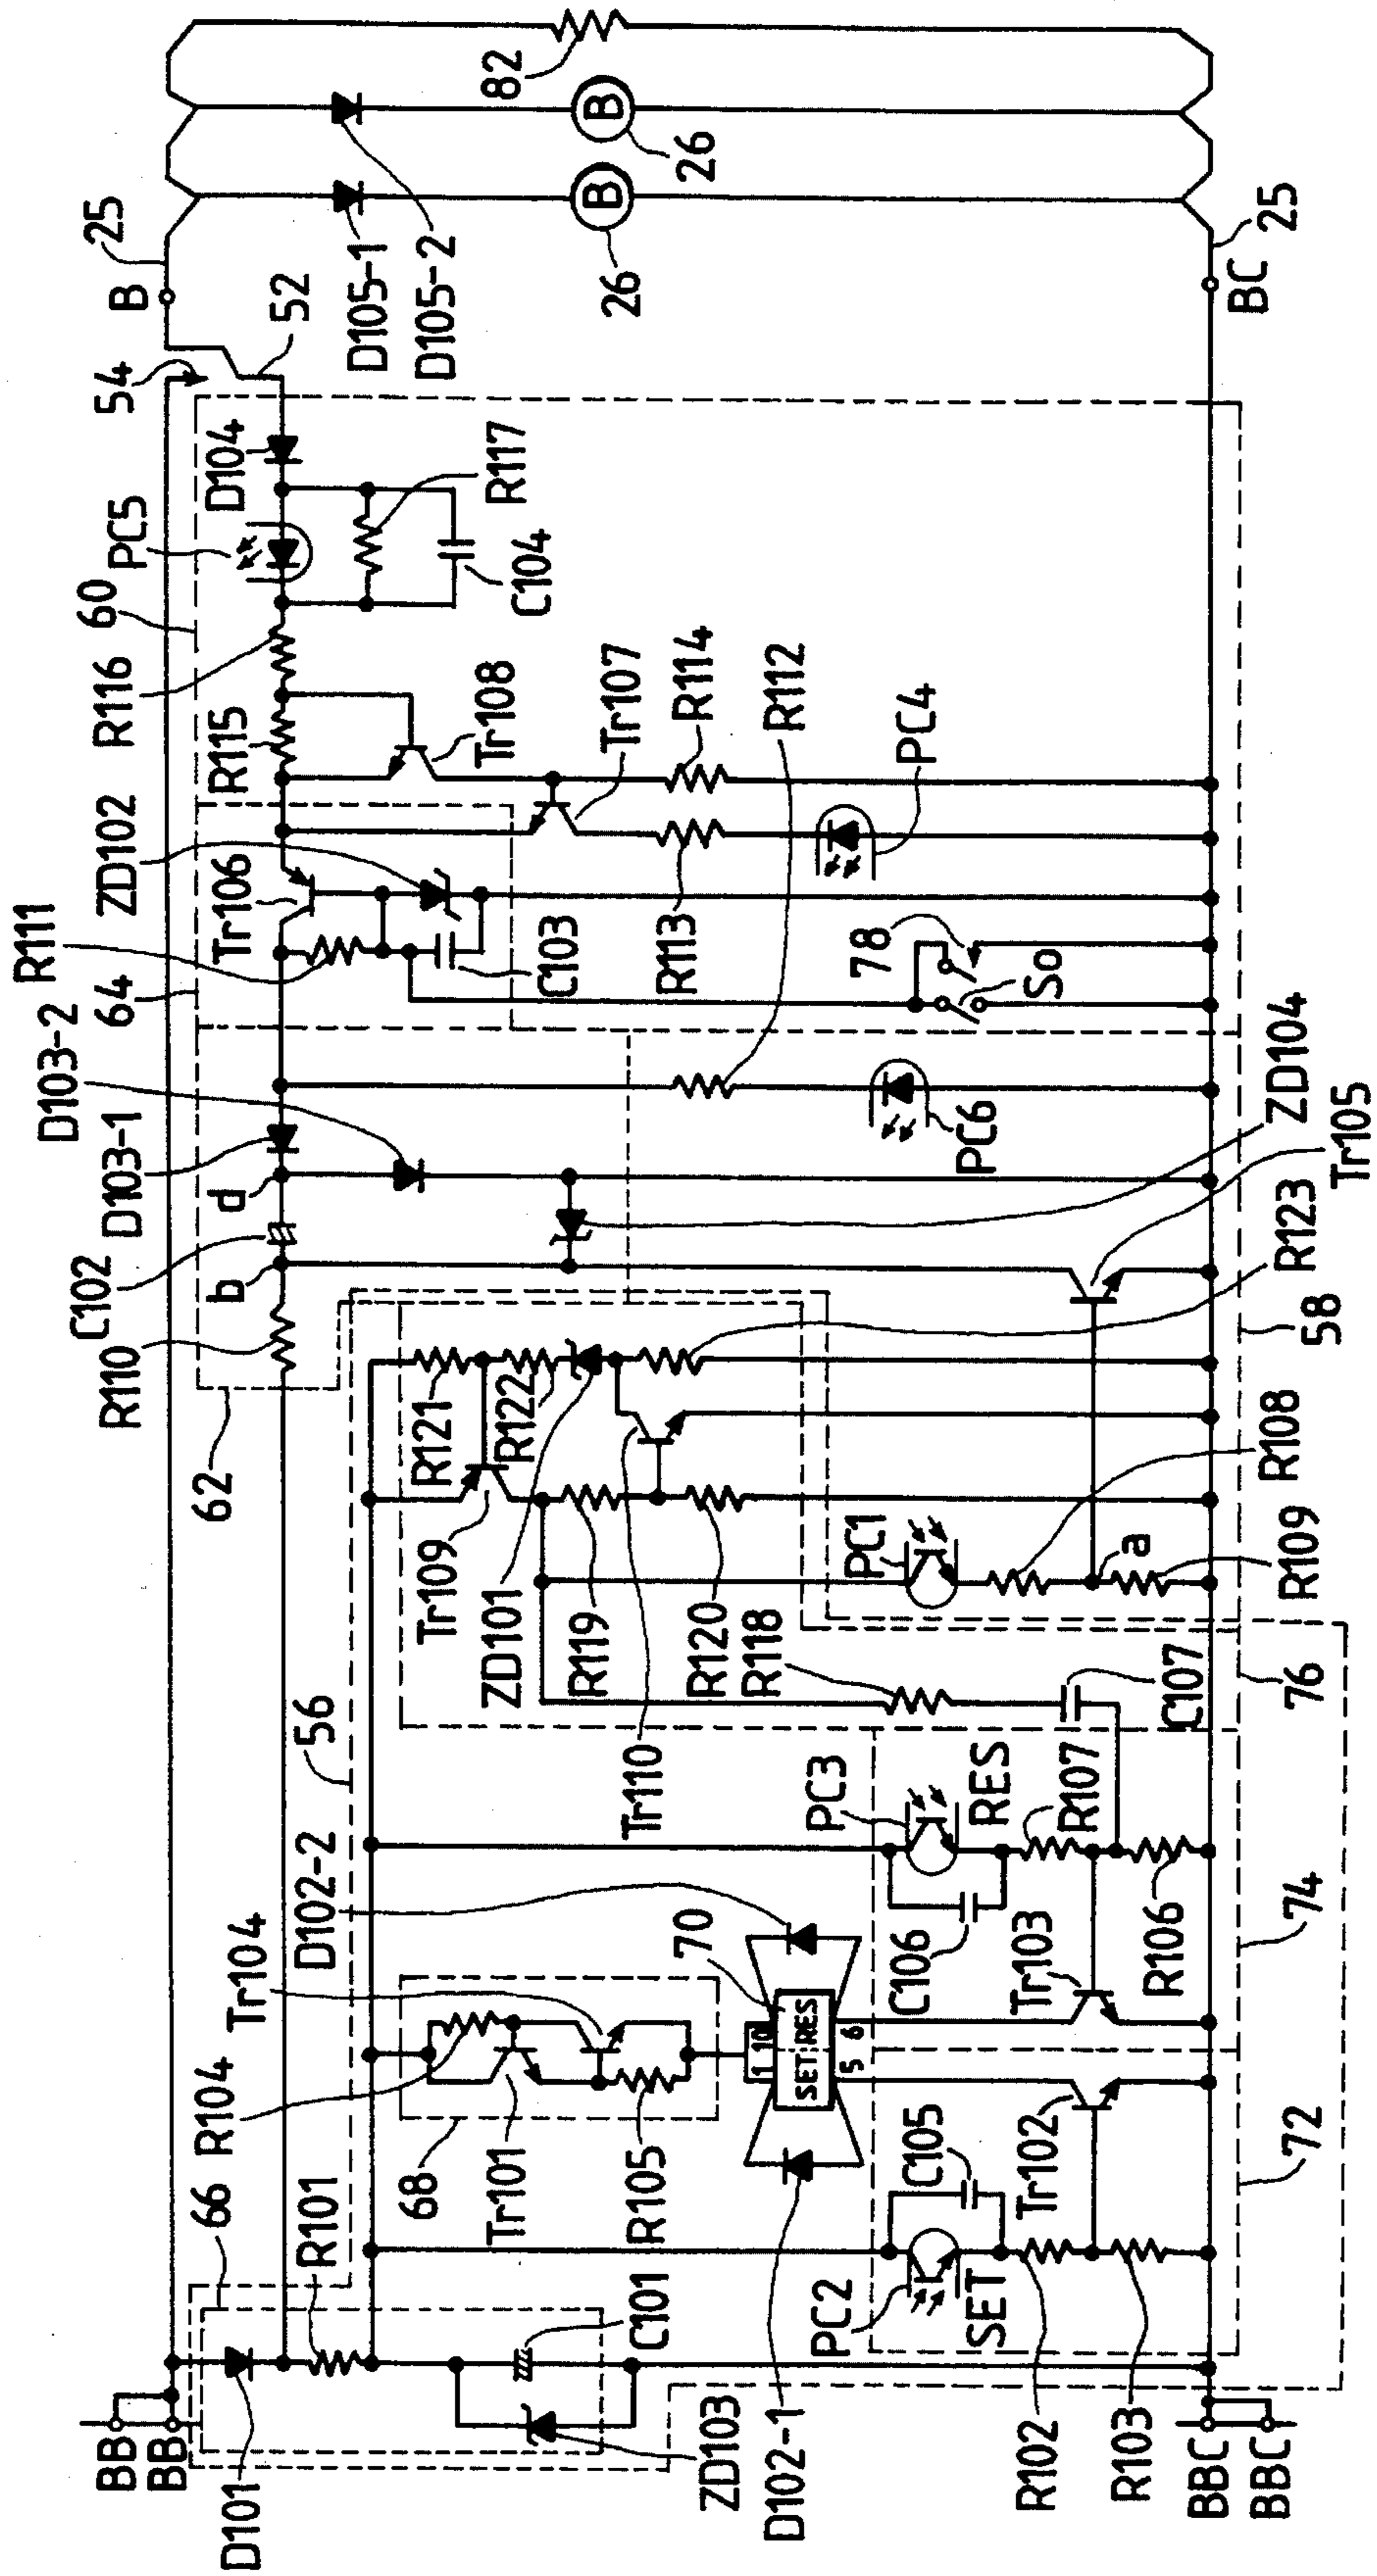 BB
BB
D101
66
R101
R104
Tr104
D102-2
56
62
R110
C102
b
d
D103-1
D103-2
64
R111
Tr106
ZD102
R115
R116
60
PC5
D104
54
52
B
25
D105-1
D105-2
82
B
26
B
26
25
BC
R117
C104
Tr108
Tr107
R114
R112
PC4
R113
C103
78
So
ZD104
Tr105
R123
PC6
58
R108
R109
a
PC1
R121
R122
Tr109
ZD101
R119
R120
R118
Tr110
C107
76
PC3
RES
R107
R106
74
Tr103
C106
70
1 10
SET RES
5 6
68
Tr101
R105
C105
Tr102
72
PC2
SET
C101
ZD103
D102-1
R102
R103
BBC
BBC